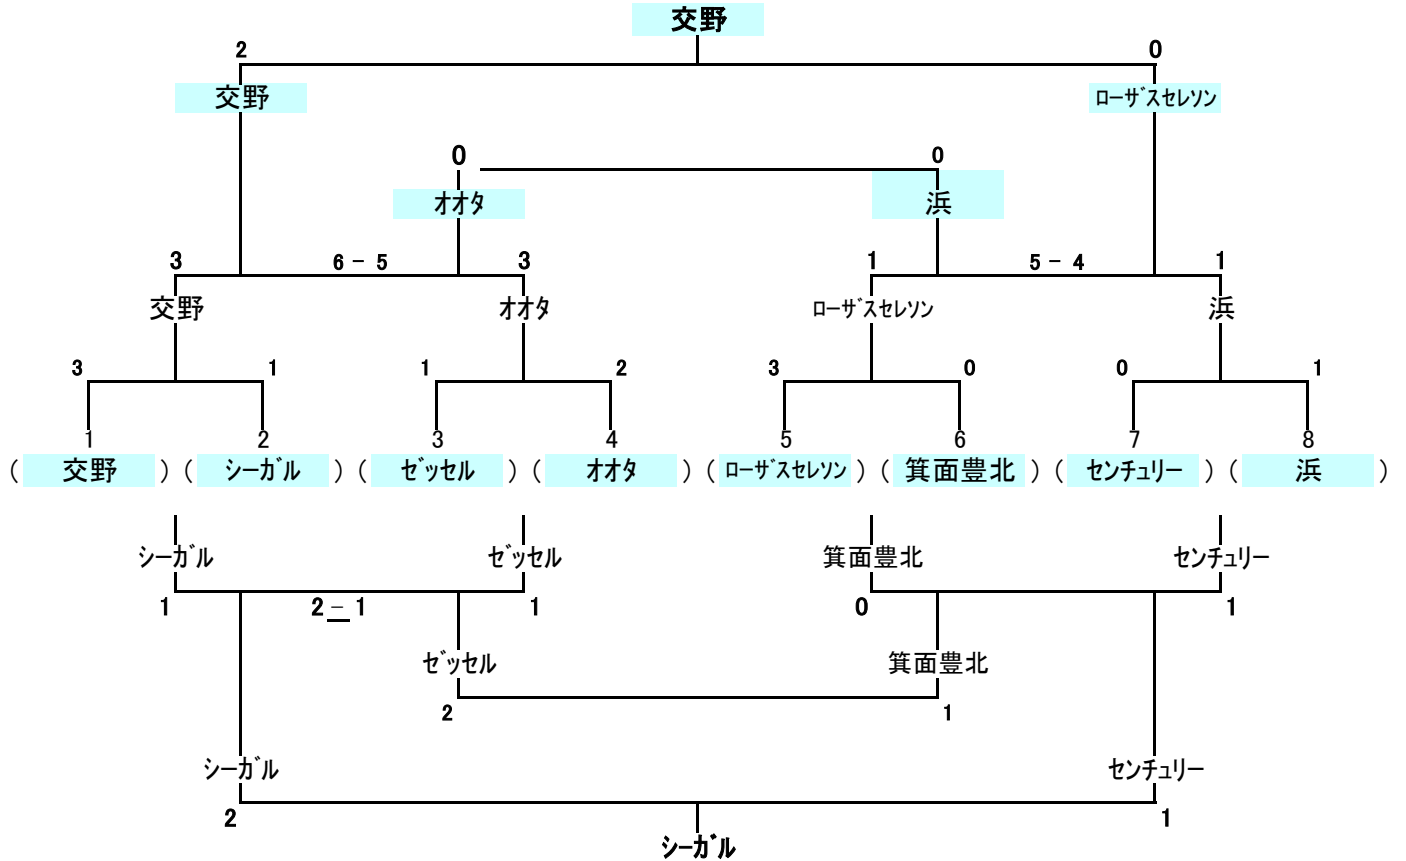 交野
2 0
交野 ﾛｰｻﾞｽｾﾚｿﾝ
0 0
ｵｵﾀ 浜
3 6 － 5 3 1 5 － 4 1
交野 ｵｵﾀ ﾛｰｻﾞｽｾﾚｿﾝ 浜
3 1 1 2 3 0 0 1
1 2 3 4 5 6 7 8
（ 交野 ）（ ｼｰｶﾞﾙ ）（ ｾﾞｯｾﾙ ）（ ｵｵﾀ ）（ ﾛｰｻﾞｽｾﾚｿﾝ ）（ 箕面豊北 ）（ ｾﾝﾁｭﾘｰ ）（ 浜 ）
ｼｰｶﾞﾙ ｾﾞｯｾﾙ 箕面豊北 ｾﾝﾁｭﾘｰ
1 2 － 1 1 0 1
ｾﾞｯｾﾙ 箕面豊北
2 1
ｼｰｶﾞﾙ ｾﾝﾁｭﾘｰ
2 1
ｼｰｶﾞﾙ